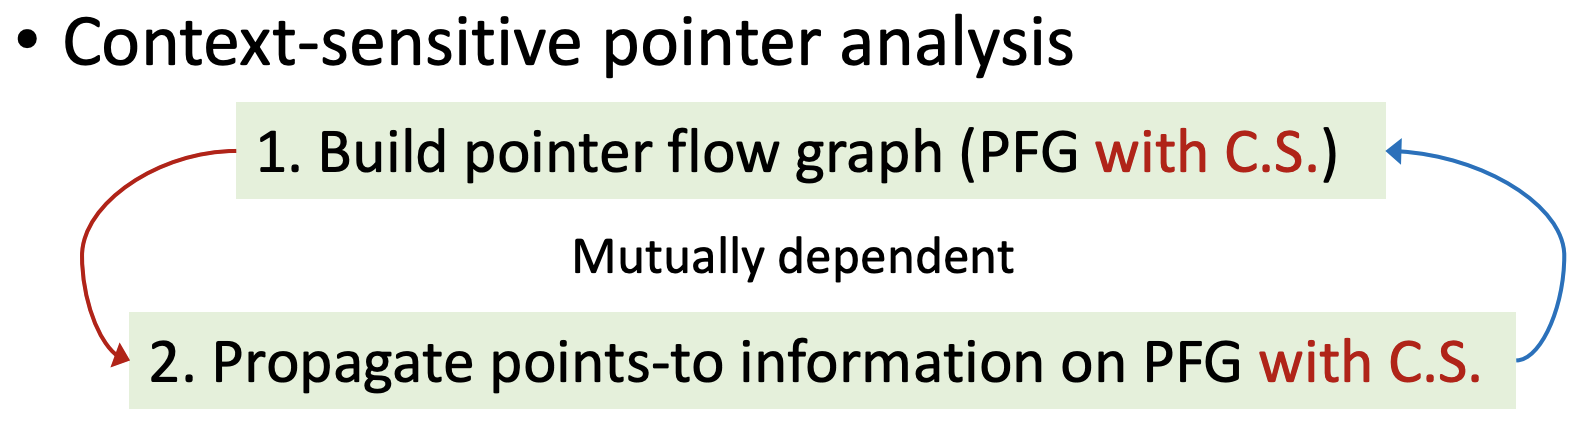 • Context-sensitive pointer analysis
1. Build pointer flow graph (PFG with C.S.)
Mutually dependent
2. Propagate points-to information on PFG with C.S.